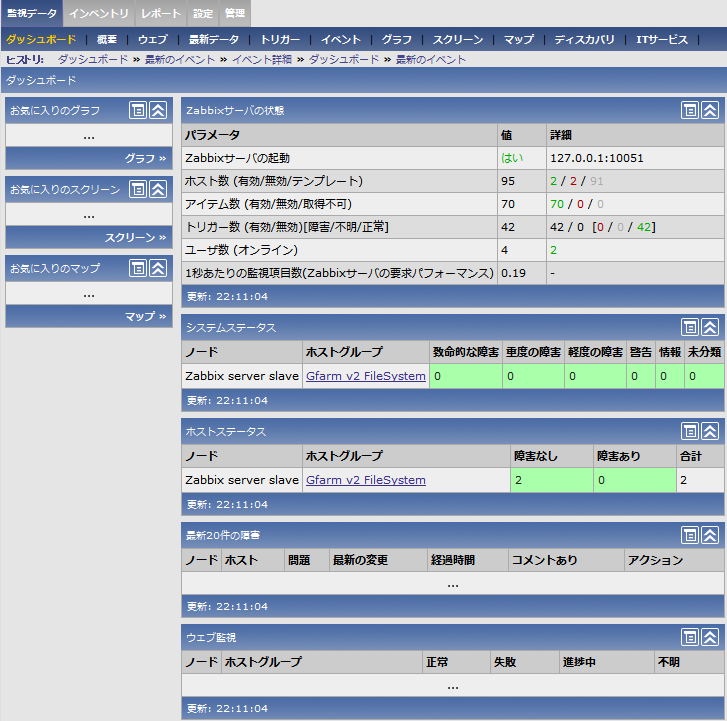 監視データ インベントリ レポート 設定 管理
ダッシュボード | 概要 | ウェブ | 最新データ | トリガー | イベント | グラフ | スクリーン | マップ | ディスカバリ | ITサービス |
ヒストリ: ダッシュボード » 最新のイベント » イベント詳細 » ダッシュボード » 最新のイベント
ダッシュボード
お気に入りのグラフ
...
グラフ »
お気に入りのスクリーン
...
スクリーン »
お気に入りのマップ
...
マップ »
Zabbixサーバの状態
パラメータ 値 詳細
Zabbixサーバの起動 はい 127.0.0.1:10051
ホスト数 (有効/無効/テンプレート) 95 2 / 2 / 91
アイテム数 (有効/無効/取得不可) 70 70 / 0 / 0
トリガー数 (有効/無効)[障害/不明/正常] 42 42 / 0 [0 / 0 / 42]
ユーザ数 (オンライン) 4 2
1秒あたりの監視項目数(Zabbixサーバの要求パフォーマンス) 0.19 -
更新: 22:11:04
システムステータス
ノード ホストグループ 致命的な障害 重度の障害 軽度の障害 警告 情報 未分類
Zabbix server slave Gfarm v2 FileSystem 0 0 0 0 0 0
更新: 22:11:04
ホストステータス
ノード ホストグループ 障害なし 障害あり 合計
Zabbix server slave Gfarm v2 FileSystem 2 0 2
更新: 22:11:04
最新20件の障害
ノード ホスト 問題 最新の変更 経過時間 コメントあり アクション
...
更新: 22:11:04
ウェブ監視
ノード ホストグループ 正常 失敗 進捗中 不明
...
更新: 22:11:04